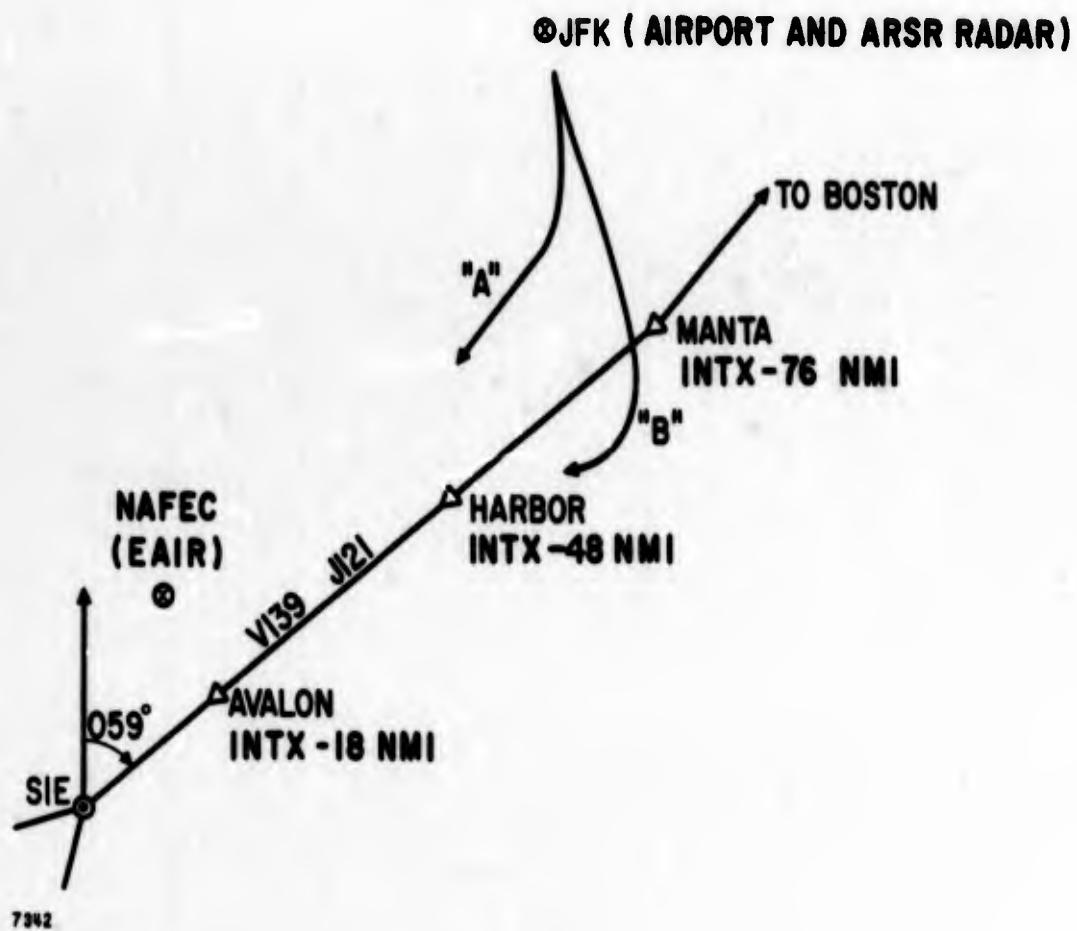 JFK (AIRPORT AND ARSR RADAR)
TO BOSTON
"A"
MANTA
INTX-76 NMI
"B"
HARBOR
INTX-48 NMI
NAFEC
(EAIR)
V139 J121
AVALON
INTX-18 NMI
059°
SIE
7342